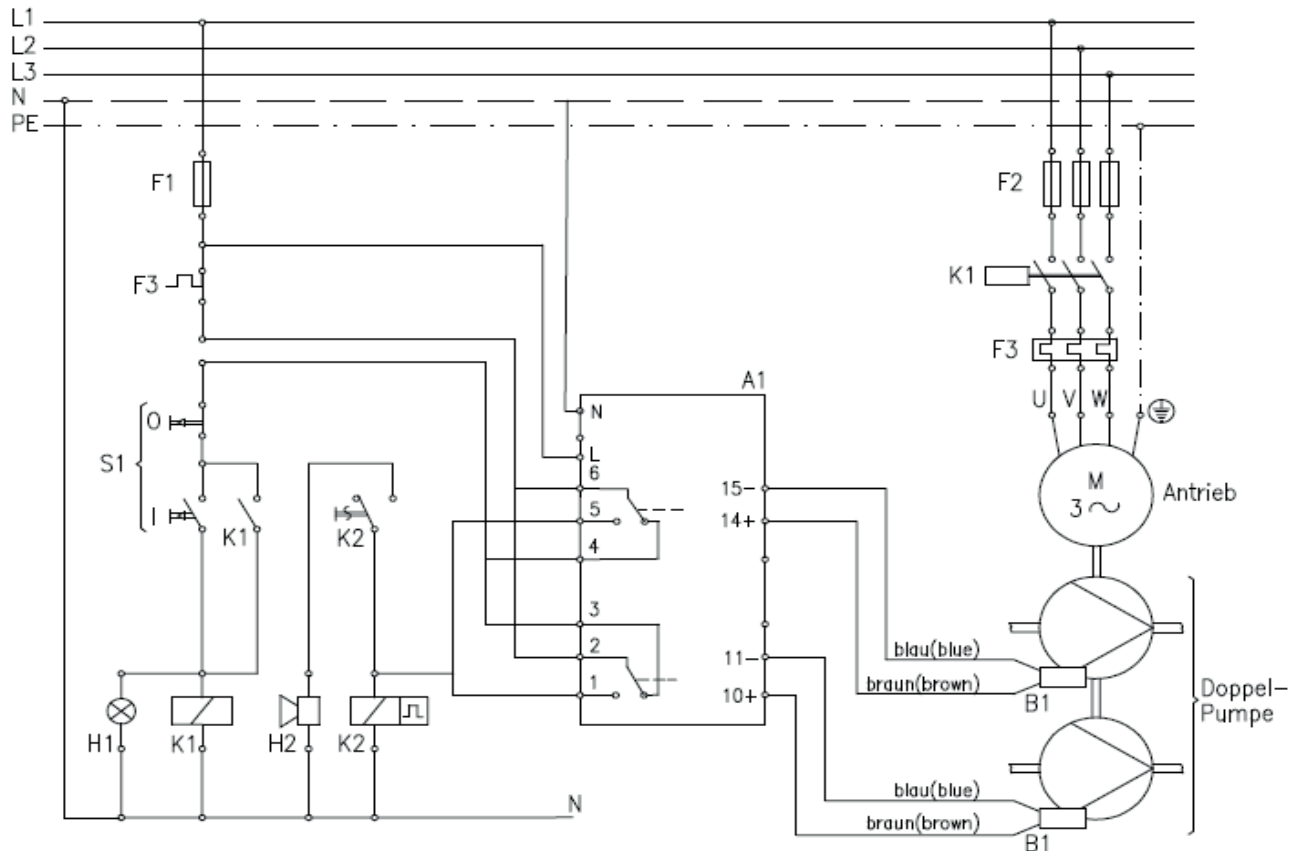 L1
L2
L3
N
PE
F1
F2
F3
K1
F3
A1
U V W
O
S1
I
K1
K2
N
L
6
5
4
3
2
1
15-
14+
11-
10+
M
3~
Antrieb
blau(blue)
braun(brown)
B1
Doppel-
Pumpe
blau(blue)
braun(brown)
B1
H1
K1
H2
K2
N